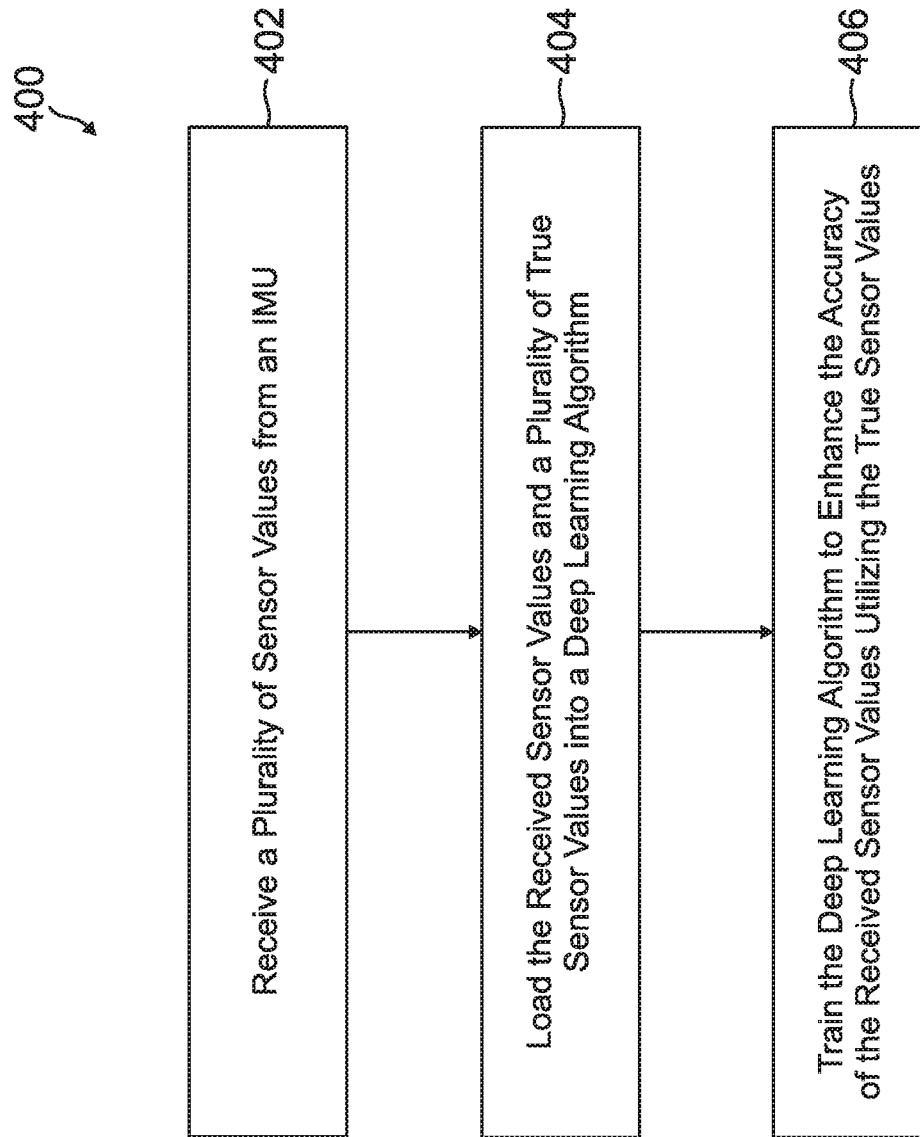 400
402
Receive a Plurality of Sensor Values from an IMU
404
Load the Received Sensor Values and a Plurality of True
Sensor Values into a Deep Learning Algorithm
406
Train the Deep Learning Algorithm to Enhance the Accuracy
of the Received Sensor Values Utilizing the True Sensor Values